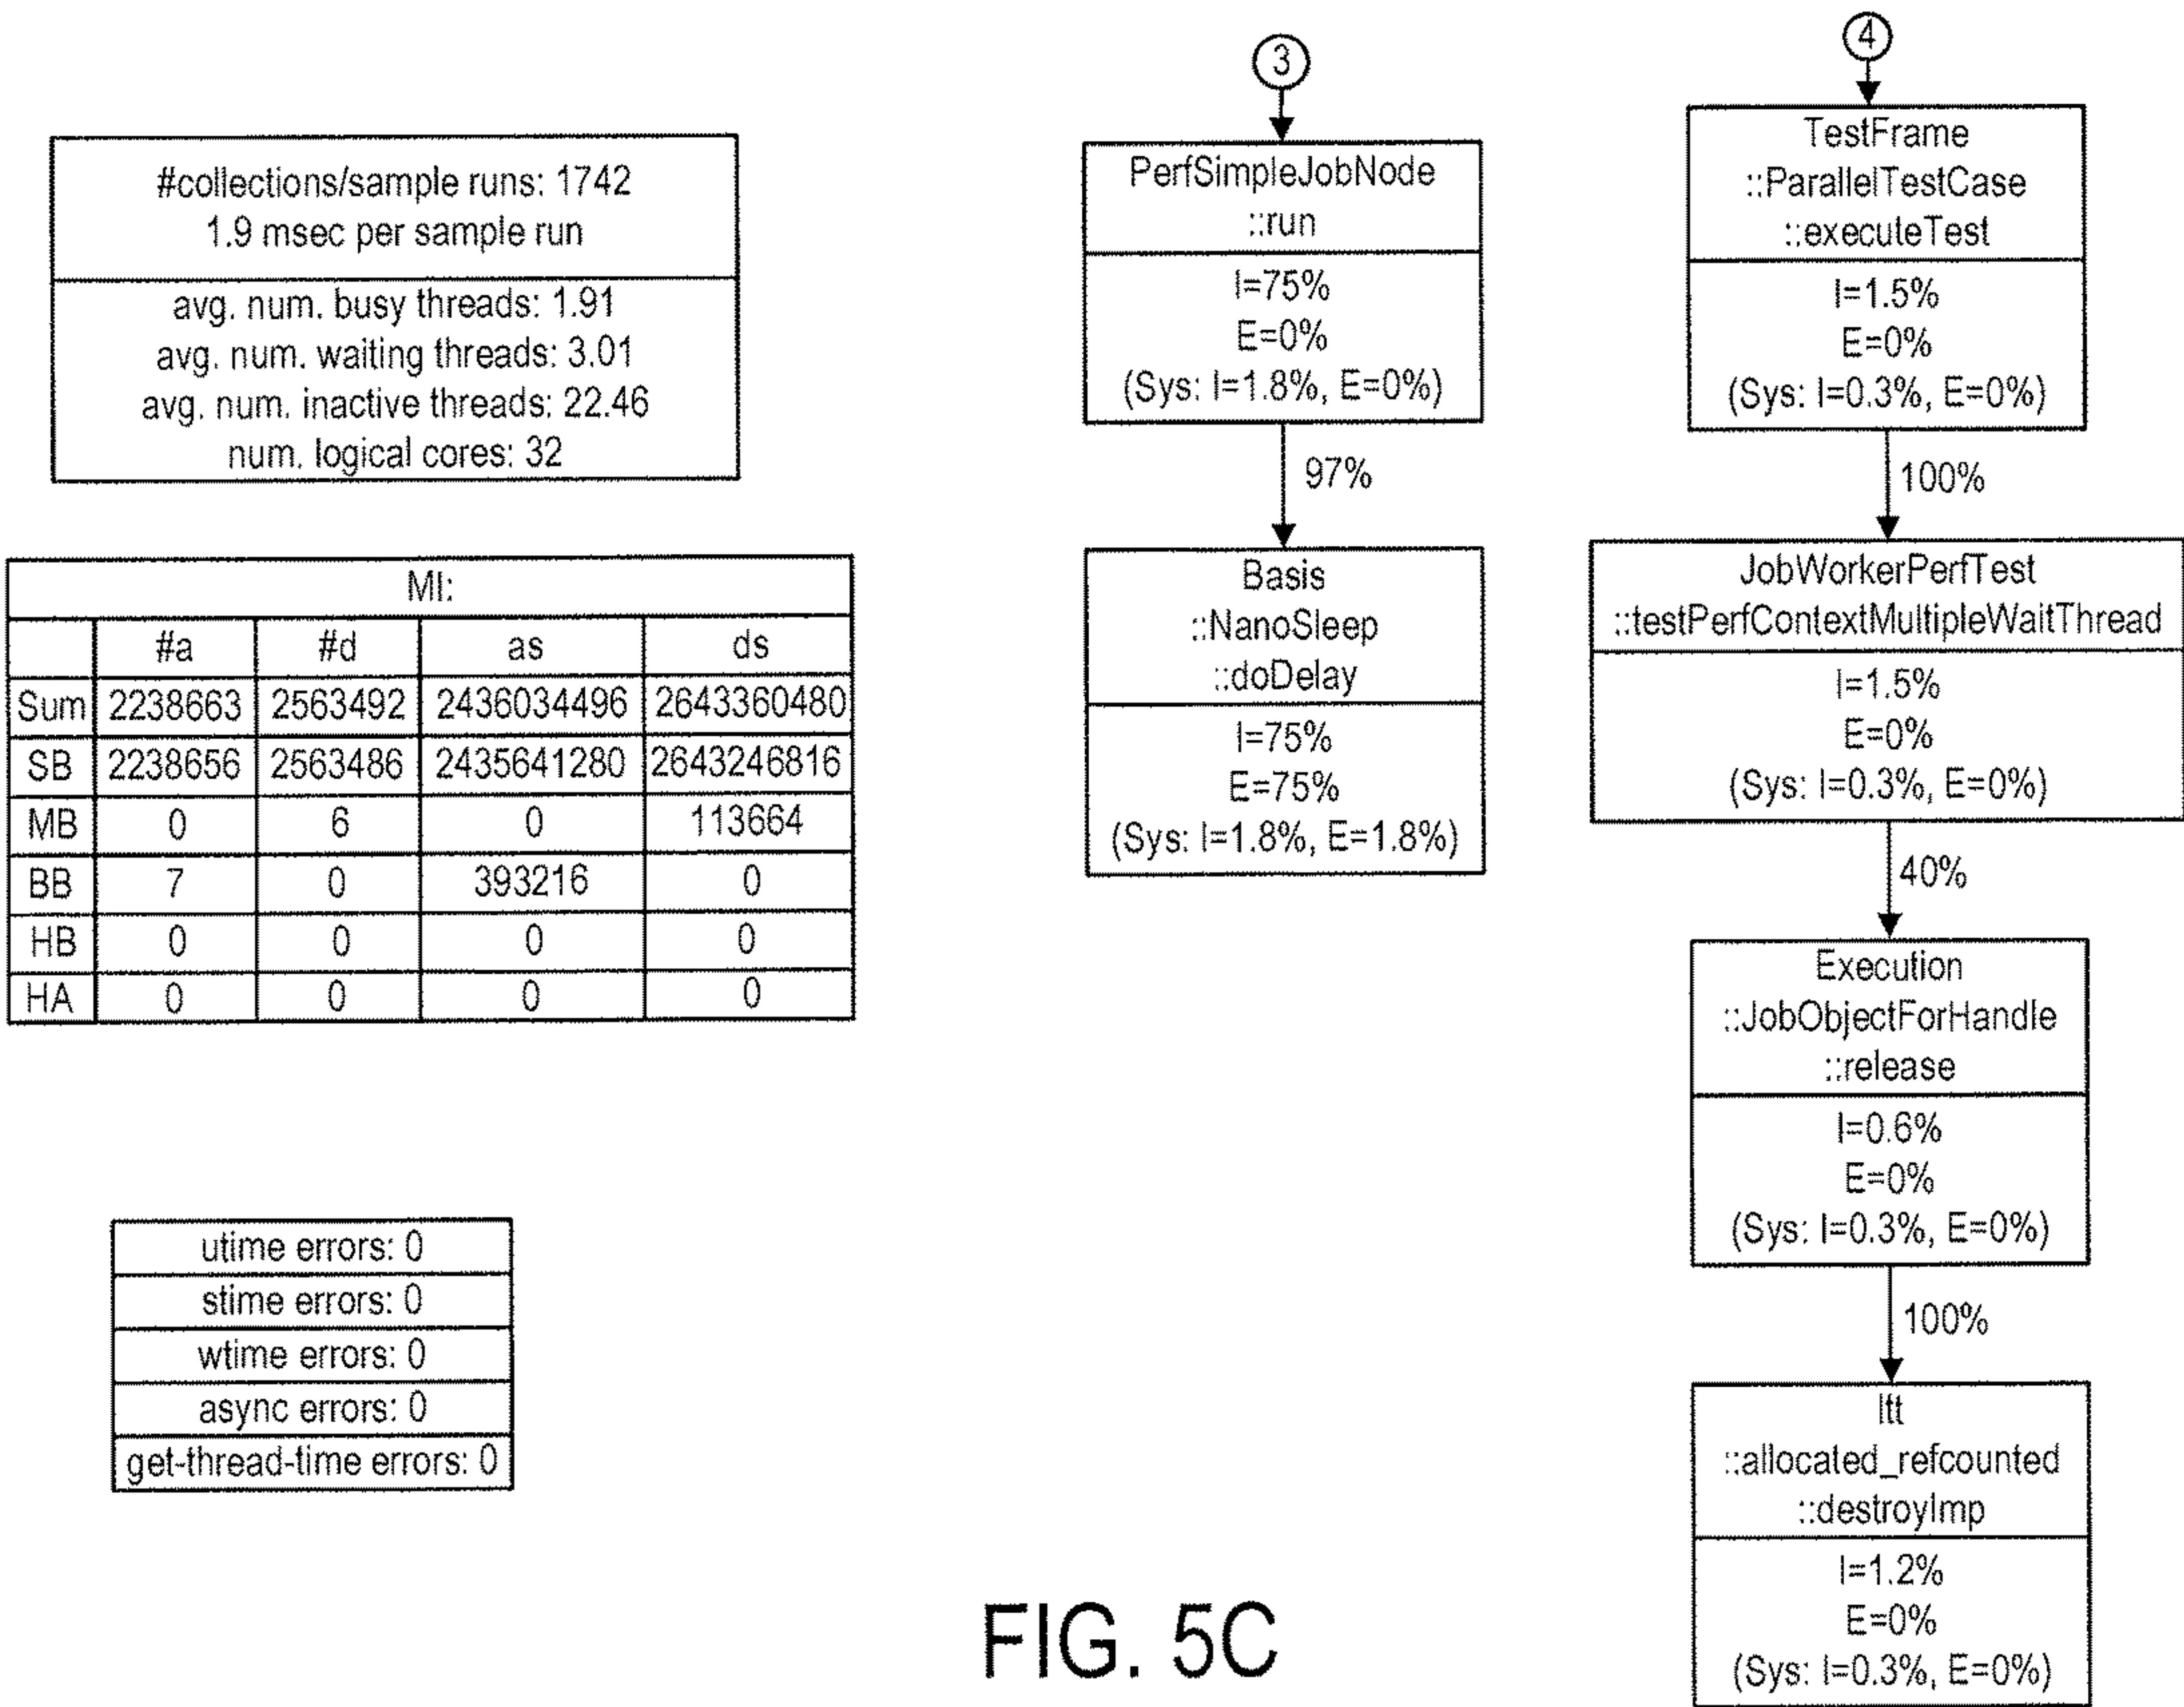 #collections/sample runs: 1742
1.9 msec per sample run
avg. num. busy threads: 1.91
avg. num. waiting threads: 3.01
avg. num. inactive threads: 22.46
num. logical cores: 32
MI:
#a #d as ds
Sum 2238663 2563492 2436034496 2643360480
SB 2238656 2563486 2435641280 2643246816
MB 0 6 0 113664
BB 7 0 393216 0
HB 0 0 0 0
HA 0 0 0 0
utime errors: 0
stime errors: 0
wtime errors: 0
async errors: 0
get-thread-time errors: 0
3
PerfSimpleJobNode
::run
I=75%
E=0%
(Sys: I=1.8%, E=0%)
97%
Basis
::NanoSleep
::doDelay
I=75%
E=75%
(Sys: I=1.8%, E=1.8%)
4
TestFrame
::ParallelTestCase
::executeTest
I=1.5%
E=0%
(Sys: I=0.3%, E=0%)
100%
JobWorkerPerfTest
::testPerfContextMultipleWaitThread
I=1.5%
E=0%
(Sys: I=0.3%, E=0%)
40%
Execution
::JobObjectForHandle
::release
I=0.6%
E=0%
(Sys: I=0.3%, E=0%)
100%
ltt
::allocated_refcounted
::destroyImp
I=1.2%
E=0%
(Sys: I=0.3%, E=0%)
FIG. 5C